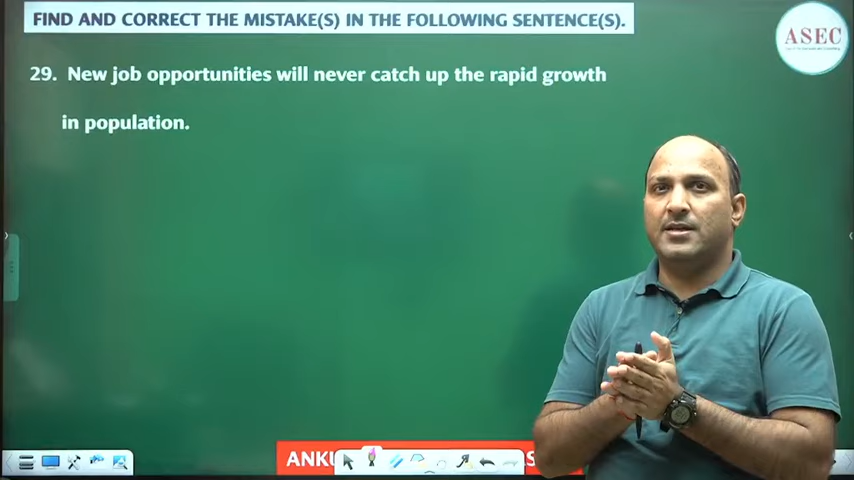 FIND AND CORRECT THE MISTAKE(S) IN THE FOLLOWING SENTENCE(S).
ASEC
29. New job opportunities will never catch up the rapid growth
in population.